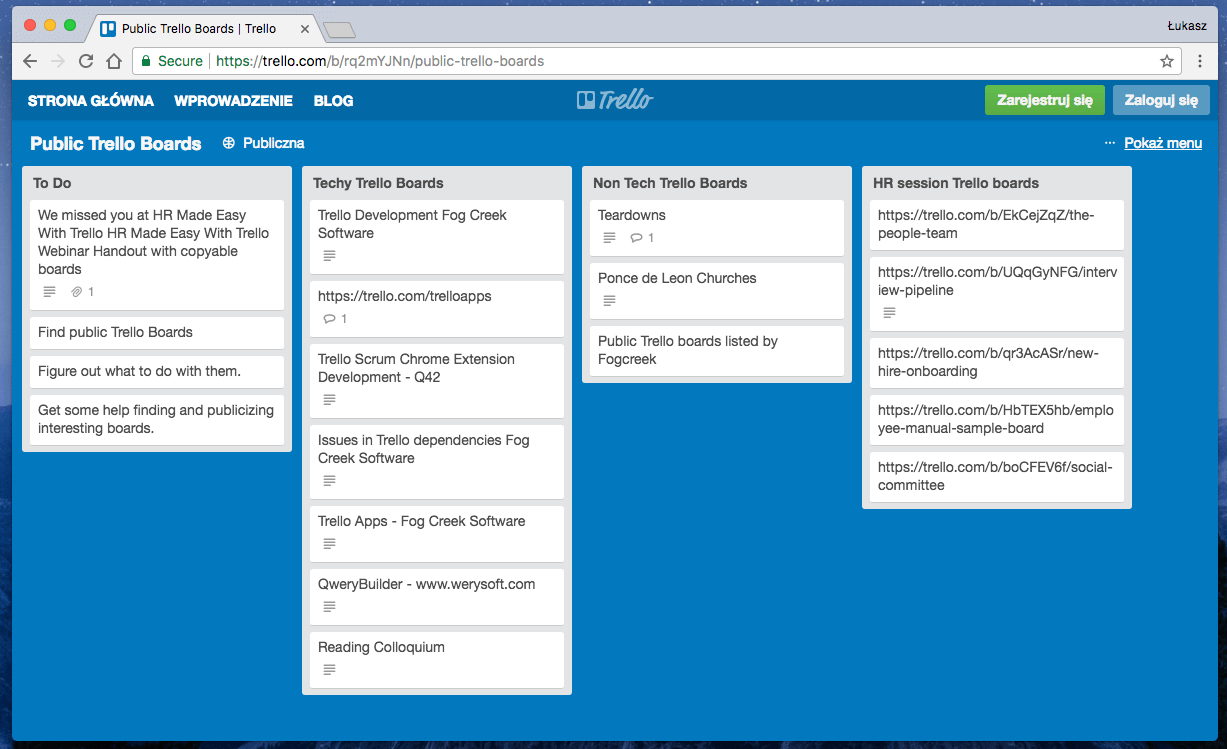 Public Trello Boards | Trello
Łukasz
Secure
https://trello.com/b/rq2mYJNn/public-trello-boards
STRONA GŁÓWNA
WPROWADZENIE
BLOG
Trello
Zarejestruj się
Zaloguj się
Public Trello Boards
Publiczna
... Pokaż menu
To Do
We missed you at HR Made Easy
With Trello HR Made Easy With Trello
Webinar Handout with copyable
boards
1
Find public Trello Boards
Figure out what to do with them.
Get some help finding and publicizing
interesting boards.
Techy Trello Boards
Trello Development Fog Creek
Software
https://trello.com/trelloapps
1
Trello Scrum Chrome Extension
Development - Q42
Issues in Trello dependencies Fog
Creek Software
Trello Apps - Fog Creek Software
QweryBuilder - www.werysoft.com
Reading Colloquium
Non Tech Trello Boards
Teardowns
1
Ponce de Leon Churches
Public Trello boards listed by
Fogcreek
HR session Trello boards
https://trello.com/b/EkCejZqZ/the-
people-team
https://trello.com/b/UQqGyNFG/interv
iew-pipeline
https://trello.com/b/qr3AcASr/new-
hire-onboarding
https://trello.com/b/HbTEX5hb/emplo
yee-manual-sample-board
https://trello.com/b/boCFEV6f/social-
committee